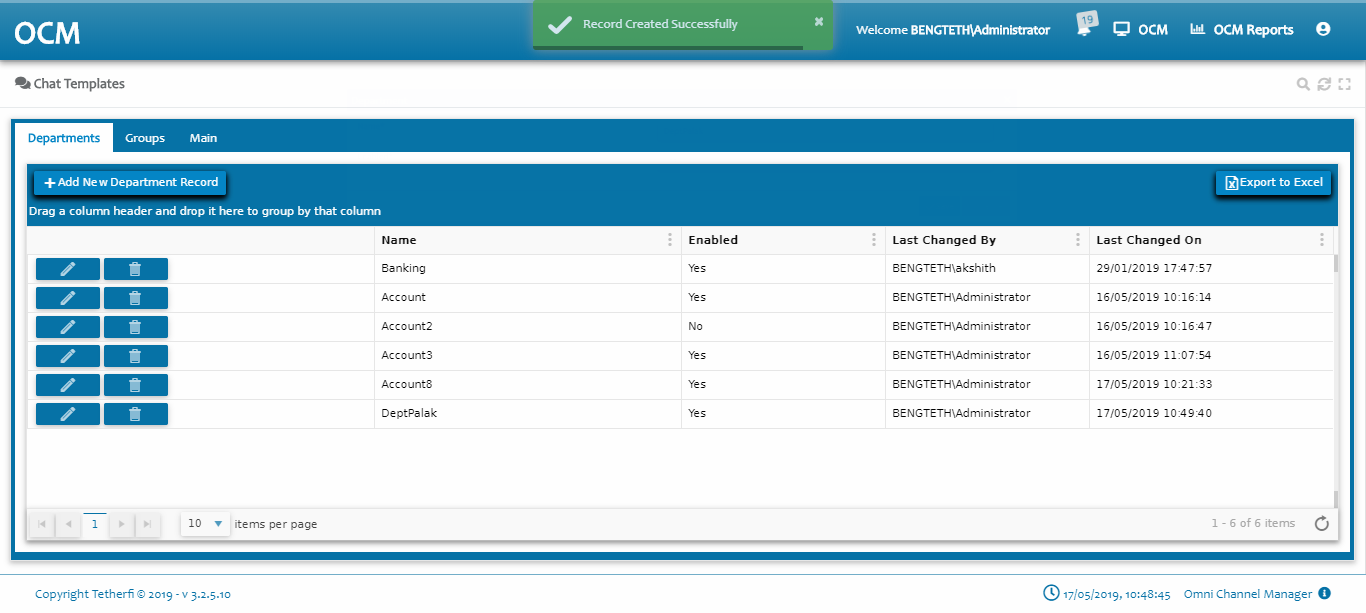 OCM
Record Created Successfully
Welcome BENGTETH\Administrator
19
OCM
OCM Reports
Chat Templates
Departments Groups Main
Add New Department Record
Export to Excel
Drag a column header and drop it here to group by that column
Name Enabled Last Changed By Last Changed On
Banking Yes BENGTETH\akshith 29/01/2019 17:47:57
Account Yes BENGTETH\Administrator 16/05/2019 10:16:14
Account2 No BENGTETH\Administrator 16/05/2019 10:16:47
Account3 Yes BENGTETH\Administrator 16/05/2019 11:07:54
Account8 Yes BENGTETH\Administrator 17/05/2019 10:21:33
DeptPalak Yes BENGTETH\Administrator 17/05/2019 10:49:40
1 10 items per page 1 - 6 of 6 items
Copyright Tetherfi © 2019 - v 3.2.5.10 17/05/2019, 10:48:45 Omni Channel Manager